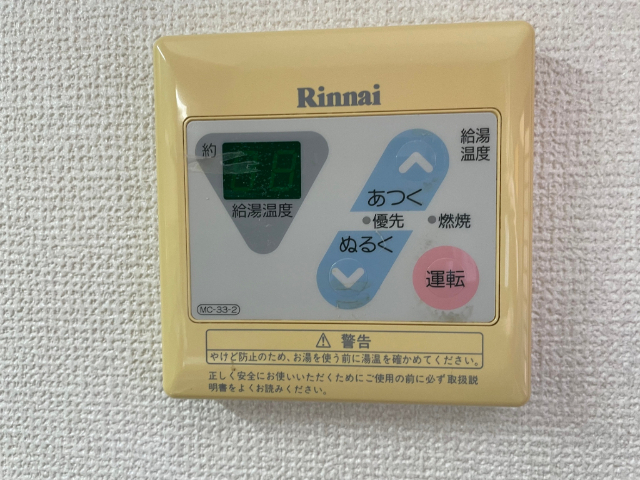 Rinnai
約
給湯温度
給湯
温度
あつく
優先
燃焼
ぬるく
運転
MC-33-2
警告
やけど防止のため、お湯を使う前に湯温を確かめてください。
正しく安全にお使いいただくためにご使用の前に必ず取扱説
明書をよくお読みください。